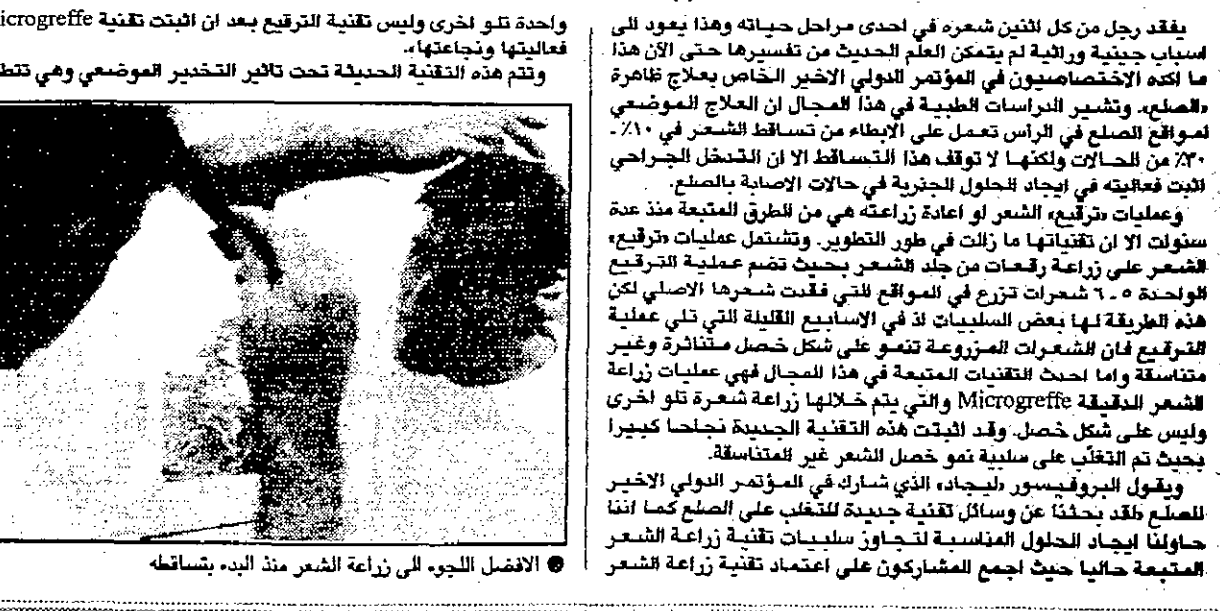 يفقد رجل من كل اثنين شعره في احدى مراحل حياته وهذا يعود الى
اسباب جينية وراثية لم يتمكن العلم الحديث من تفسيرها حتى الآن هذا
ما اكده الاختصاصيون في المؤتمر الدولي الاخير الخاص بعلاج ظاهرة
«الصلع». وتشير الدراسات الطبية في هذا المجال ان العلاج الموضعي
لمواقع الصلع في الرأس تعمل على الابطاء من تساقط الشعر في ١٠٪ ـ
٣٠٪ من الحالات ولكنها لا توقف هذا التساقط الا ان التدخل الجراحي
اثبت فعاليته في ايجاد الحلول الجذرية في حالات الاصابة بالصلع.
وعمليات «ترقيع» الشعر او اعادة زراعته هي من الطرق المتبعة منذ عدة
سنوات الا ان تقنياتها ما زالت في طور التطوير. وتشتمل عمليات «ترقيع»
الشعر على زراعة رقعات من جلد الشعر بحيث تضم عملية الترقيع
الواحدة ٥ ـ ٦ شعرات تزرع في المواقع التي فقدت شعرها الاصلي لكن
هذه الطريقة لها بعض السلبيات اذ في الاسابيع القليلة التي تلي عملية
الترقيع فان الشعرات المزروعة تنمو على شكل خصل متناثرة وغير
متناسقة واما احدث التقنيات المتبعة في هذا المجال فهي عمليات زراعة
الشعر الدقيقة Microgreffe والتي يتم خلالها زراعة شعرة تلو اخرى
وليس على شكل خصل. وقد اثبتت هذه التقنية الجديدة نجاحا كبيرا
بحيث تم التغلّب على سلبية نمو خصل الشعر غير المتناسقة.
ويقول البروفيسور «ليجاد» الذي شارك في المؤتمر الدولي الاخير
للصلع «لقد بحثنا عن وسائل تقنية جديدة للتغلب على الصلع كما اننا
حاولنا ايجاد الحلول المناسبة لتجاوز سلبيات تقنية زراعة الشعر
المتبعة حاليا حيث اجمع المشاركون على اعتماد تقنية زراعة الشعر
واحدة تلو اخرى وليس تقنية الترقيع بعد ان اثبتت تقنية Microgreffe
فعاليتها ونجاعتها».
وتتم هذه التقنية الحديثة تحت تاثير التخدير الموضعي وهي
● الافضل اللجوء الى زراعة الشعر منذ البدء بتساقطه